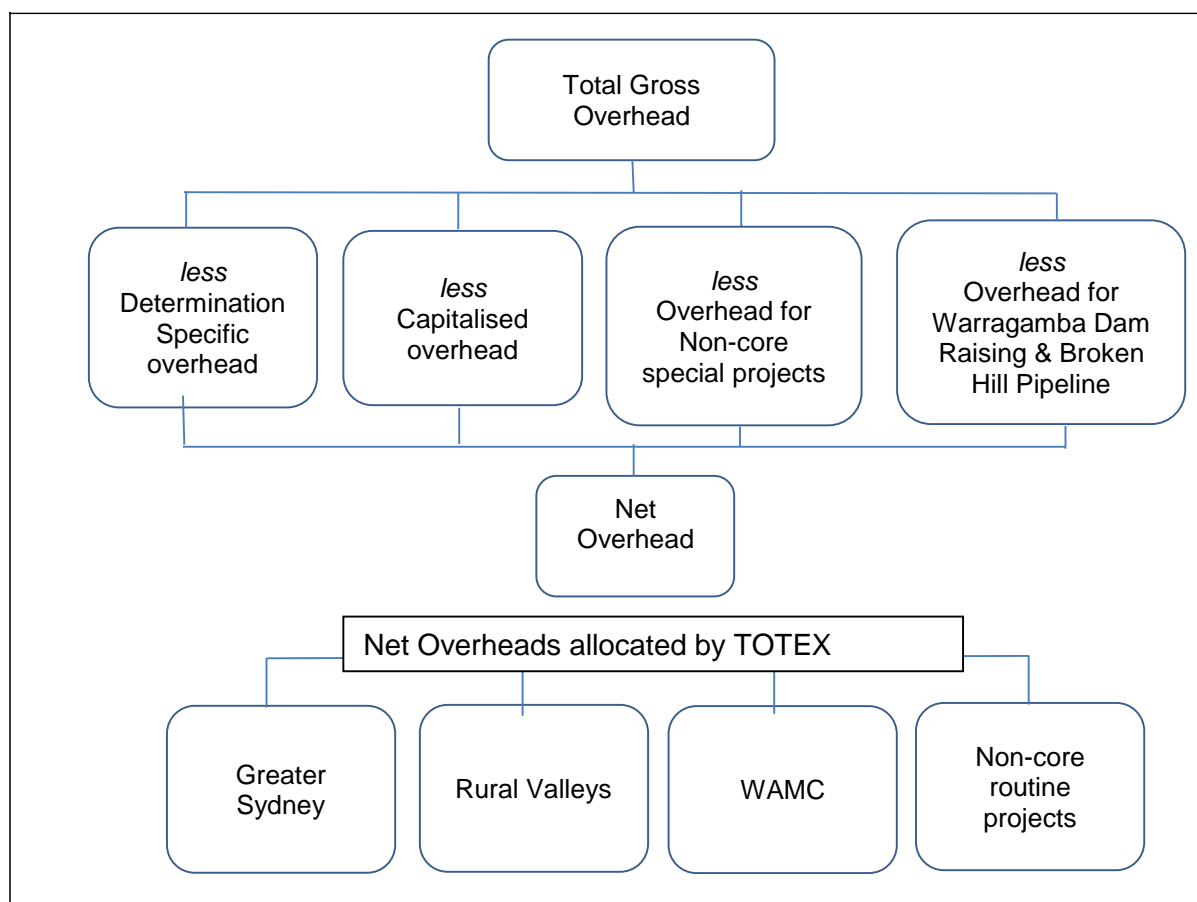 Total Gross
Overhead
less
Determination
Specific
overhead
less
Capitalised
overhead
less
Overhead for
Non-core
special projects
less
Overhead for
Warragamba Dam
Raising & Broken
Hill Pipeline
Net
Overhead
Net Overheads allocated by TOTEX
Greater
Sydney
Rural Valleys
WAMC
Non-core
routine
projects